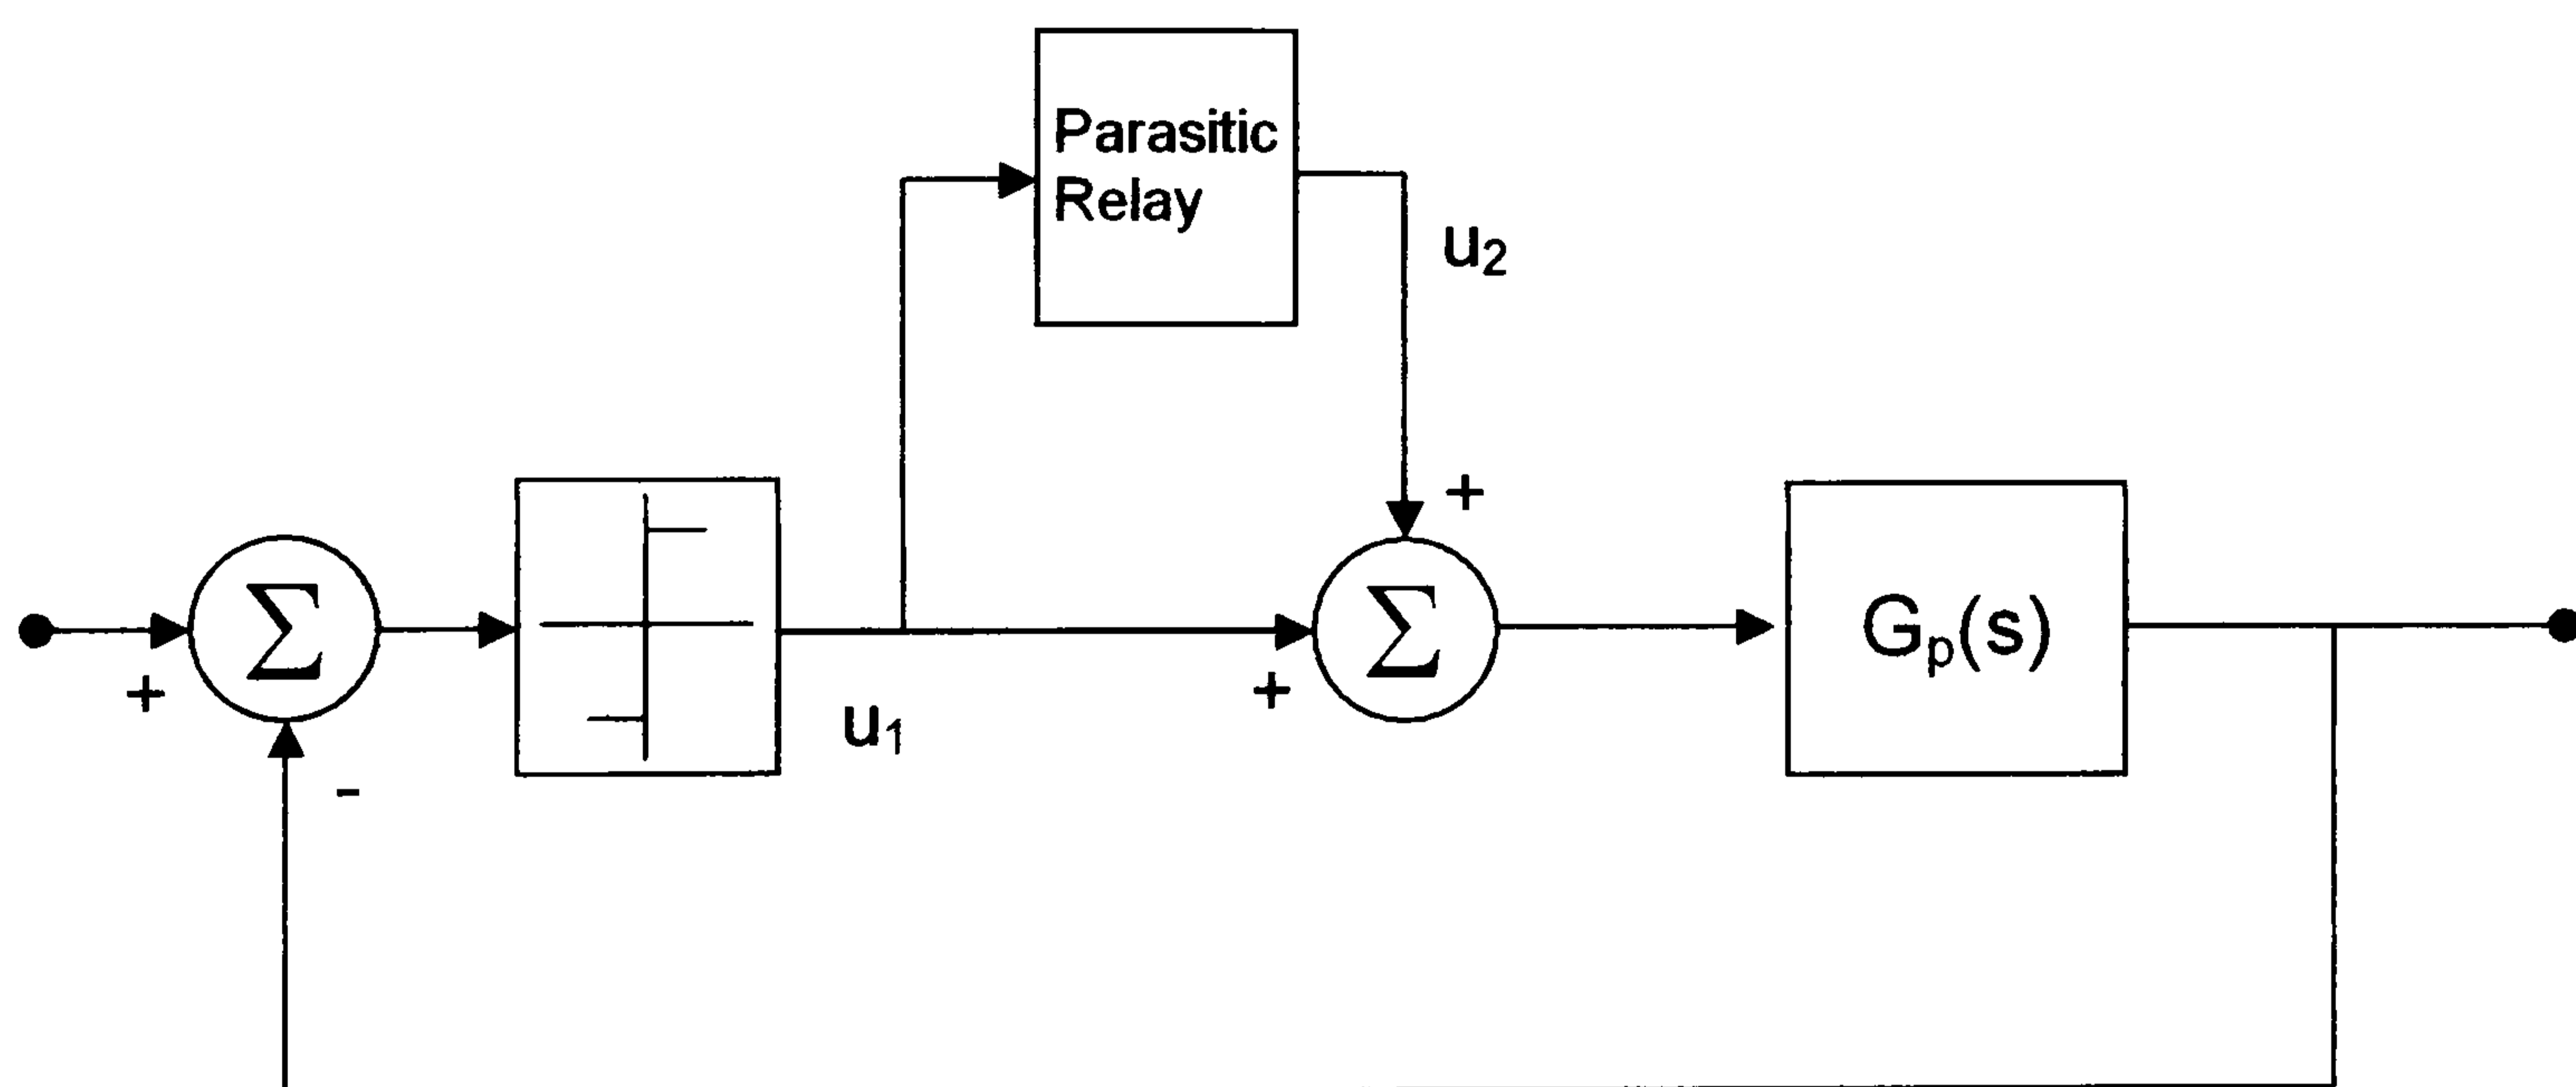 Parasitic
Relay
u₂
+
Σ
Σ
Gₚ(s)
+
+
u₁
-